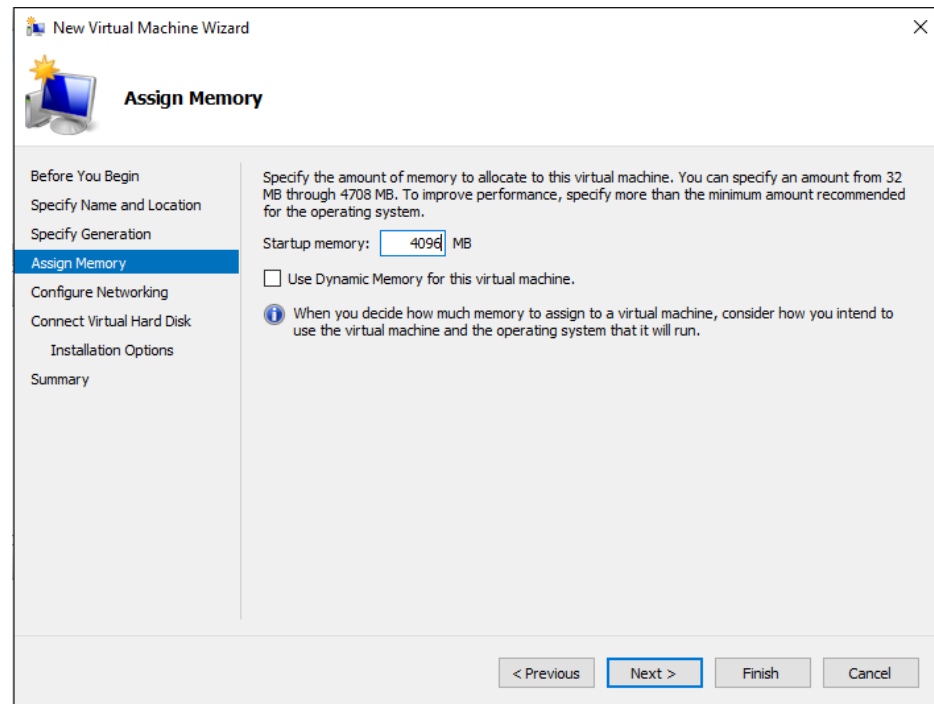 New Virtual Machine Wizard
Assign Memory
Before You Begin
Specify Name and Location
Specify Generation
Assign Memory
Configure Networking
Connect Virtual Hard Disk
Installation Options
Summary
Specify the amount of memory to allocate to this virtual machine. You can specify an amount from 32
MB through 4708 MB. To improve performance, specify more than the minimum amount recommended
for the operating system.
Startup memory: 4096 MB
Use Dynamic Memory for this virtual machine.
When you decide how much memory to assign to a virtual machine, consider how you intend to
use the virtual machine and the operating system that it will run.
< Previous Next > Finish Cancel